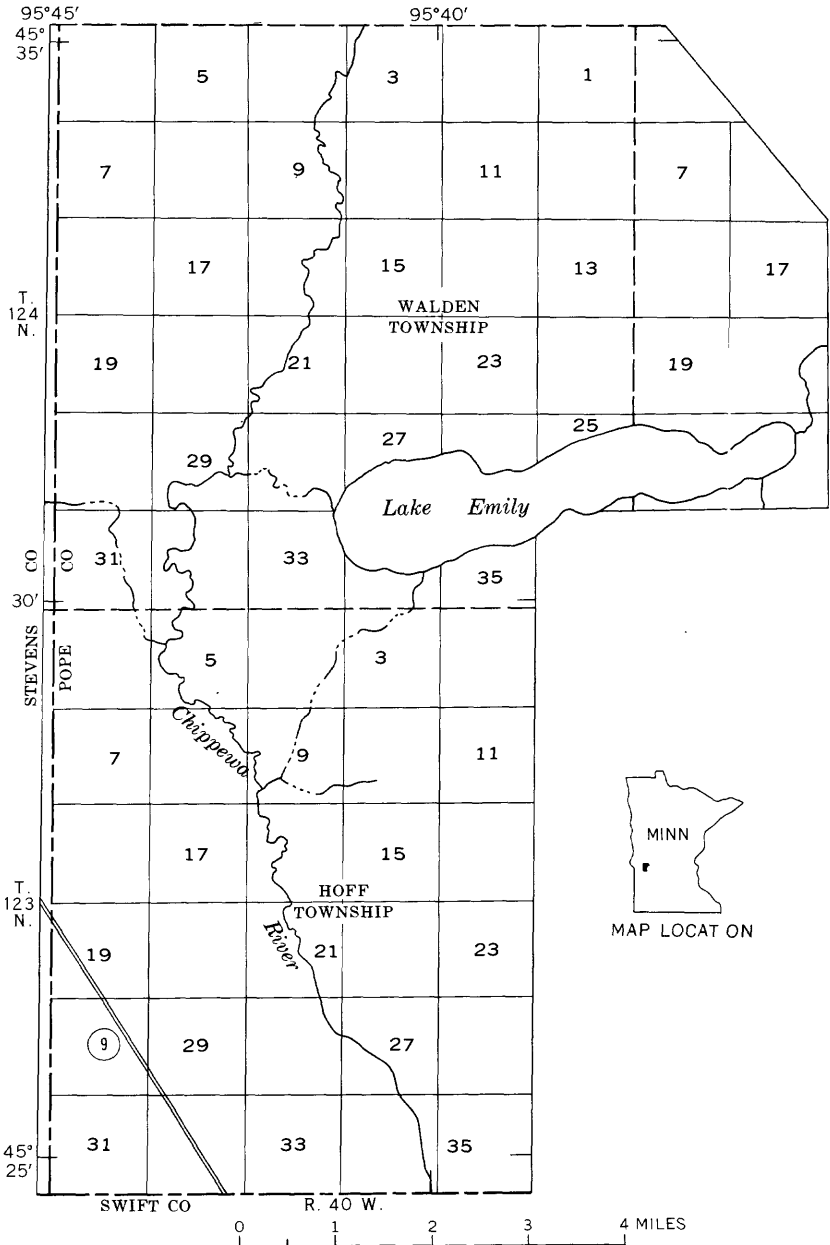 95°45' 95°40'
45°
35'
5 3 1
7 9 11 7
17 15 13 17
T.
124
N.
WALDEN
TOWNSHIP
19 21 23 19
29 27 25
Lake Emily
31 33 35
STEVENS CO
POPE CO
30'
5 3
Chippewa
7 9 11
MINN
MAP LOCAT ON
17 15
T.
123
N.
HOFF
TOWNSHIP
River
19 21 23
9 29 27
31 33 35
45°
25'
SWIFT CO R. 40 W.
0 1 2 3 4 MILES